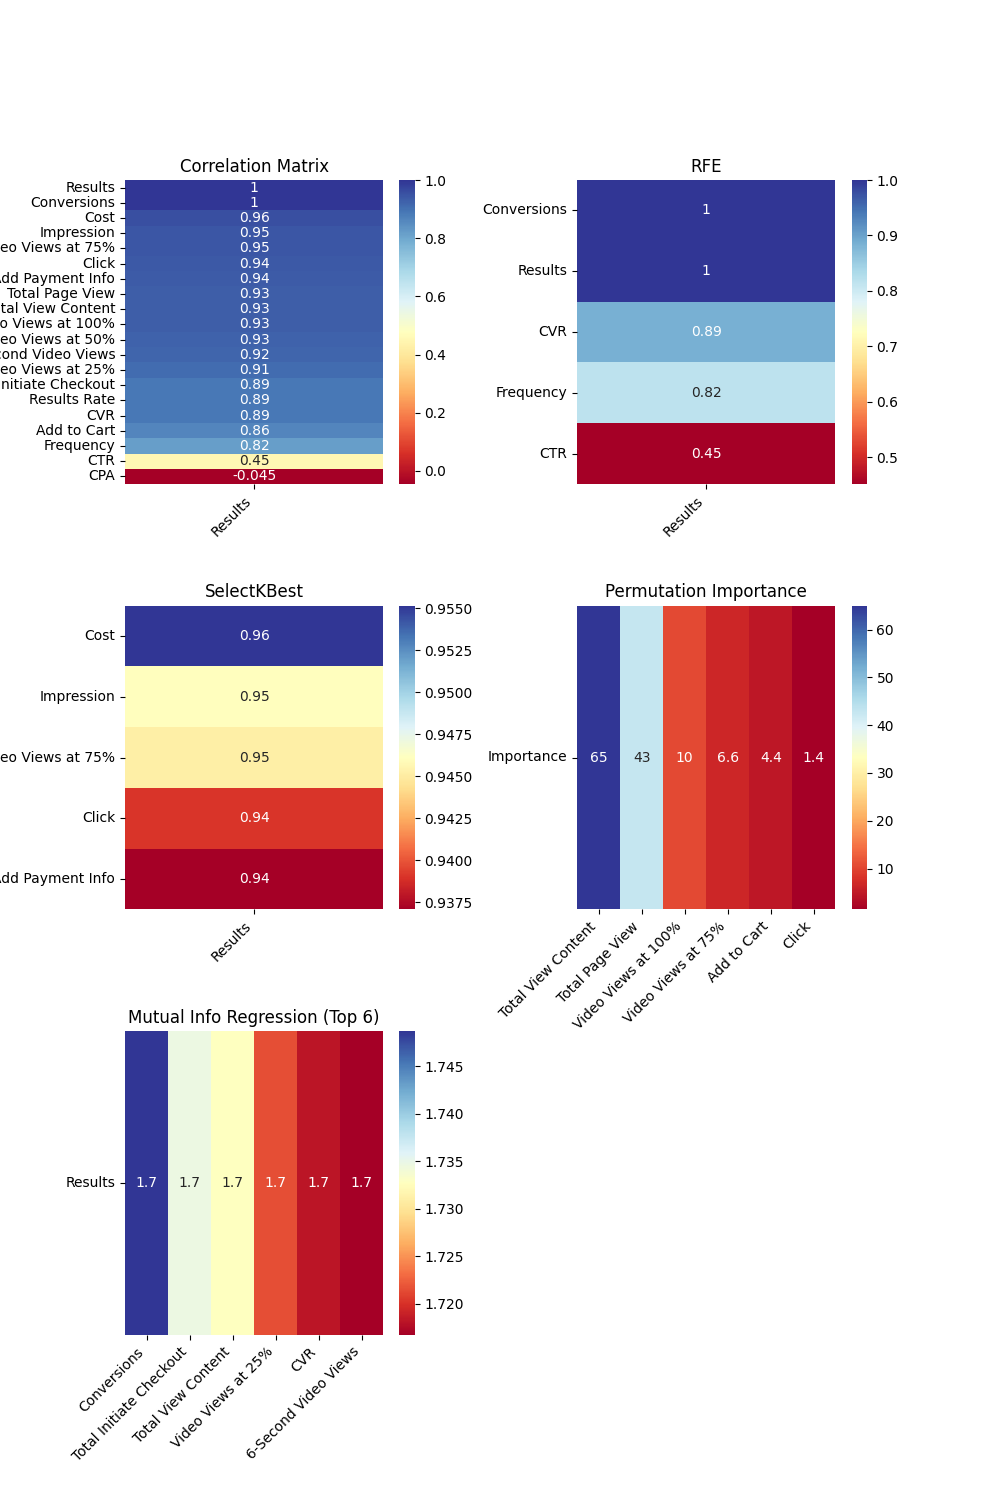 Correlation Matrix
Results
Conversions
Cost
Impression
eo Views at 75%
Click
Add Payment Info
Total Page View
tal View Content
o Views at 100%
eo Views at 50%
ond Video Views
eo Views at 25%
Initiate Checkout
Results Rate
CVR
Add to Cart
Frequency
CTR
CPA
1
1
0.96
0.95
0.95
0.94
0.94
0.93
0.93
0.93
0.93
0.92
0.91
0.89
0.89
0.89
0.86
0.82
0.45
-0.045
Results
1.0
0.8
0.6
0.4
0.2
0.0
RFE
Conversions
Results
CVR
Frequency
CTR
1
1
0.89
0.82
0.45
Results
1.0
0.9
0.8
0.7
0.6
0.5
SelectKBest
Cost
Impression
eo Views at 75%
Click
Add Payment Info
0.96
0.95
0.95
0.94
0.94
Results
0.9550
0.9525
0.9500
0.9475
0.9450
0.9425
0.9400
0.9375
Permutation Importance
Importance
65 43 10 6.6 4.4 1.4
Total View Content
Total Page View
Video Views at 100%
Video Views at 75%
Add to Cart
Click
60
50
40
30
20
10
Mutual Info Regression (Top 6)
Results
1.7 1.7 1.7 1.7 1.7 1.7
Conversions
Total Initiate Checkout
Total View Content
Video Views at 25%
CVR
6-Second Video Views
1.745
1.740
1.735
1.730
1.725
1.720